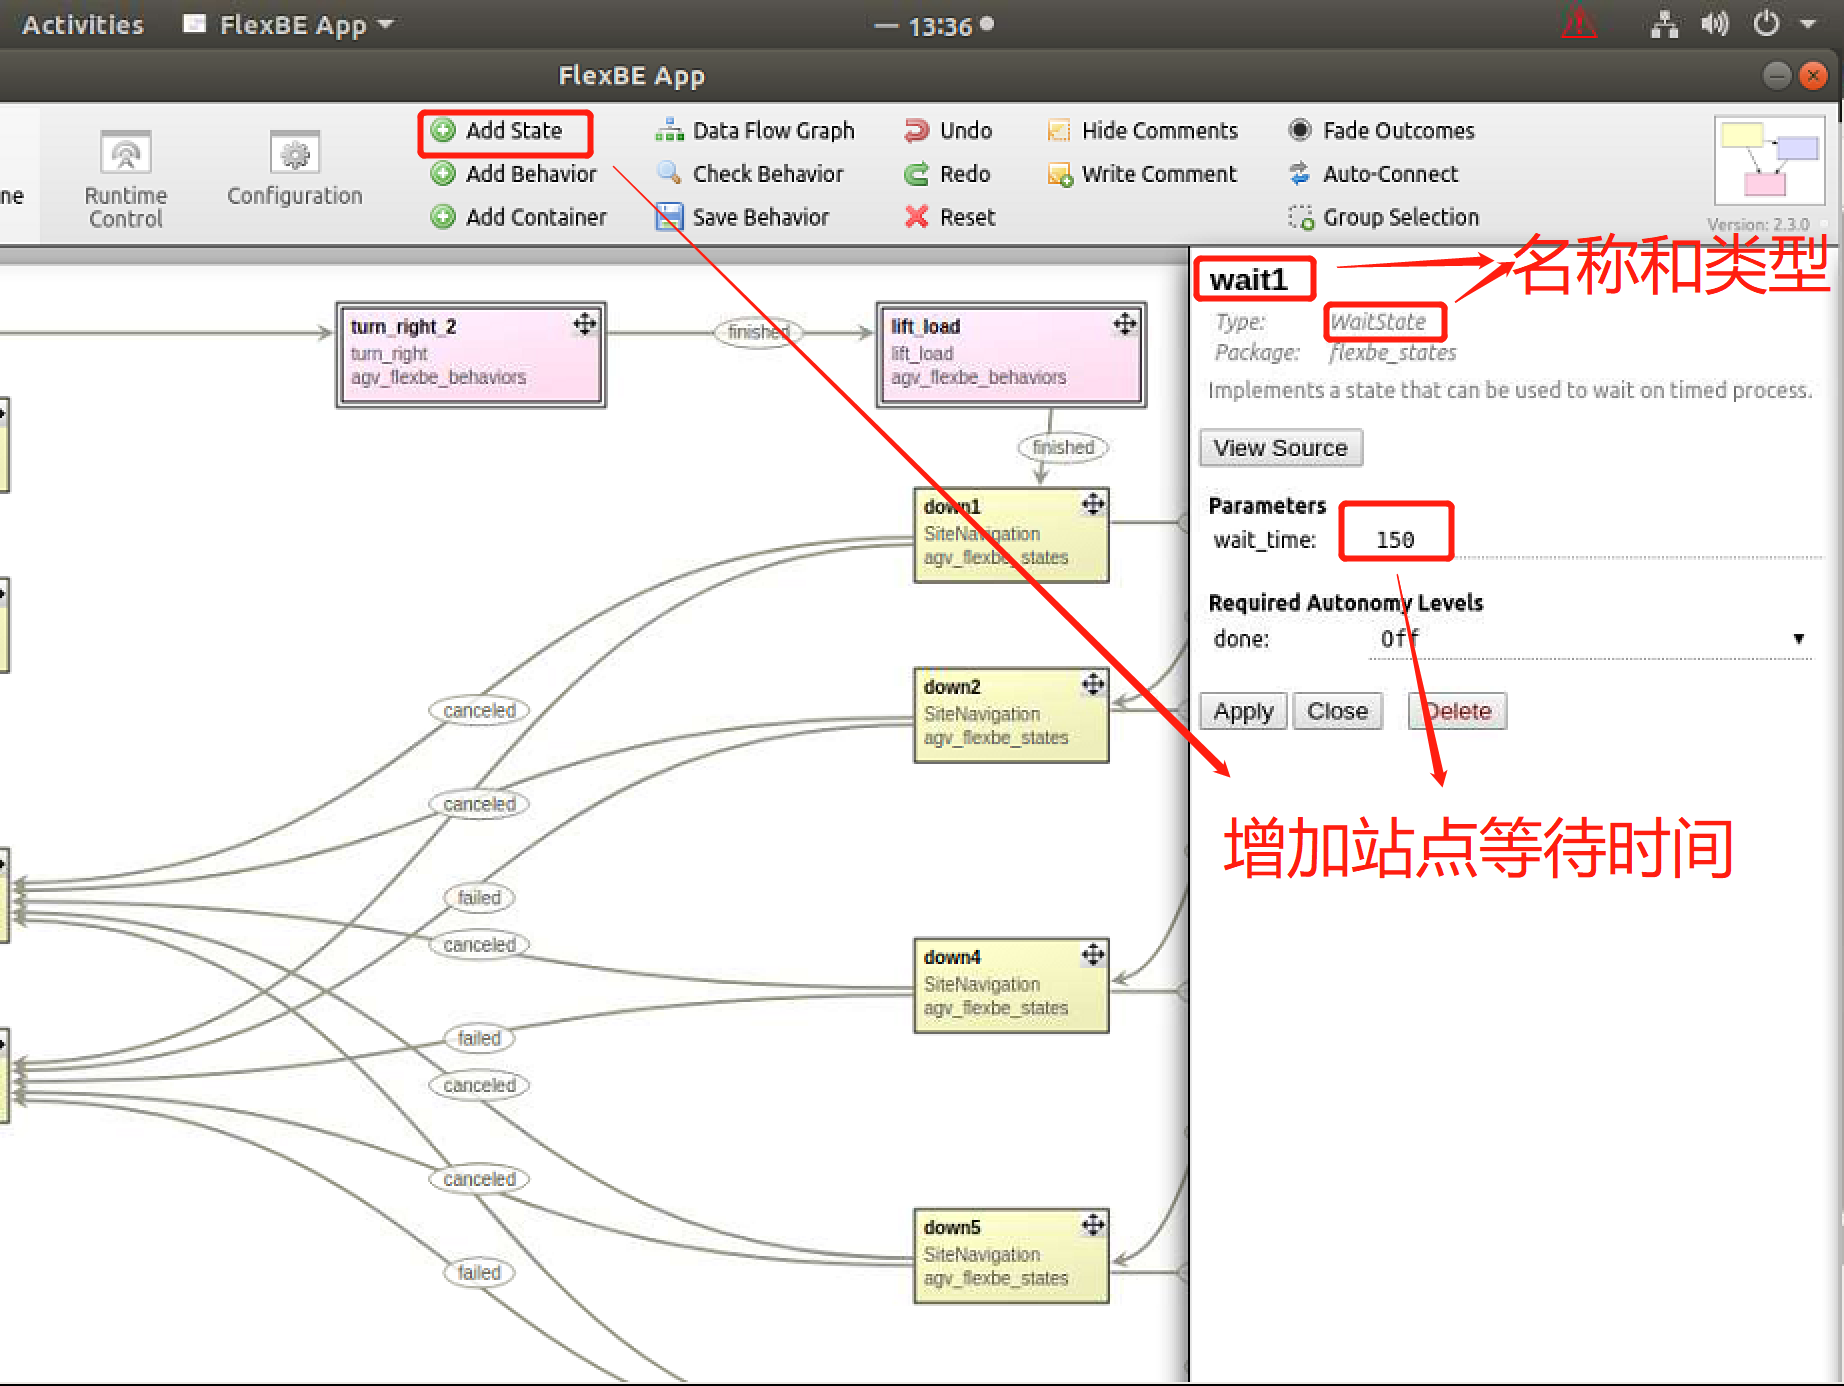 Activities FlexBE App 13:36
FlexBE App
ne
Runtime
Control
Configuration
Add State
Add Behavior
Add Container
Data Flow Graph
Check Behavior
Save Behavior
Undo
Redo
Reset
Hide Comments
Write Comment
Fade Outcomes
Auto-Connect
Group Selection
Version: 2.3.0
turn_right_2
turn_right
agv_flexbe_behaviors
finished
lift_load
lift_load
agv_flexbe_behaviors
finished
down1
SiteNavigation
agv_flexbe_states
canceled
down2
SiteNavigation
agv_flexbe_states
canceled
failed
canceled
down4
SiteNavigation
agv_flexbe_states
failed
canceled
canceled
down5
SiteNavigation
agv_flexbe_states
failed
wait1
名称和类型
Type: WaitState
Package: flexbe_states
Implements a state that can be used to wait on timed process.
View Source
Parameters
wait_time: 150
Required Autonomy Levels
done: Off
Apply Close Delete
增加站点等待时间